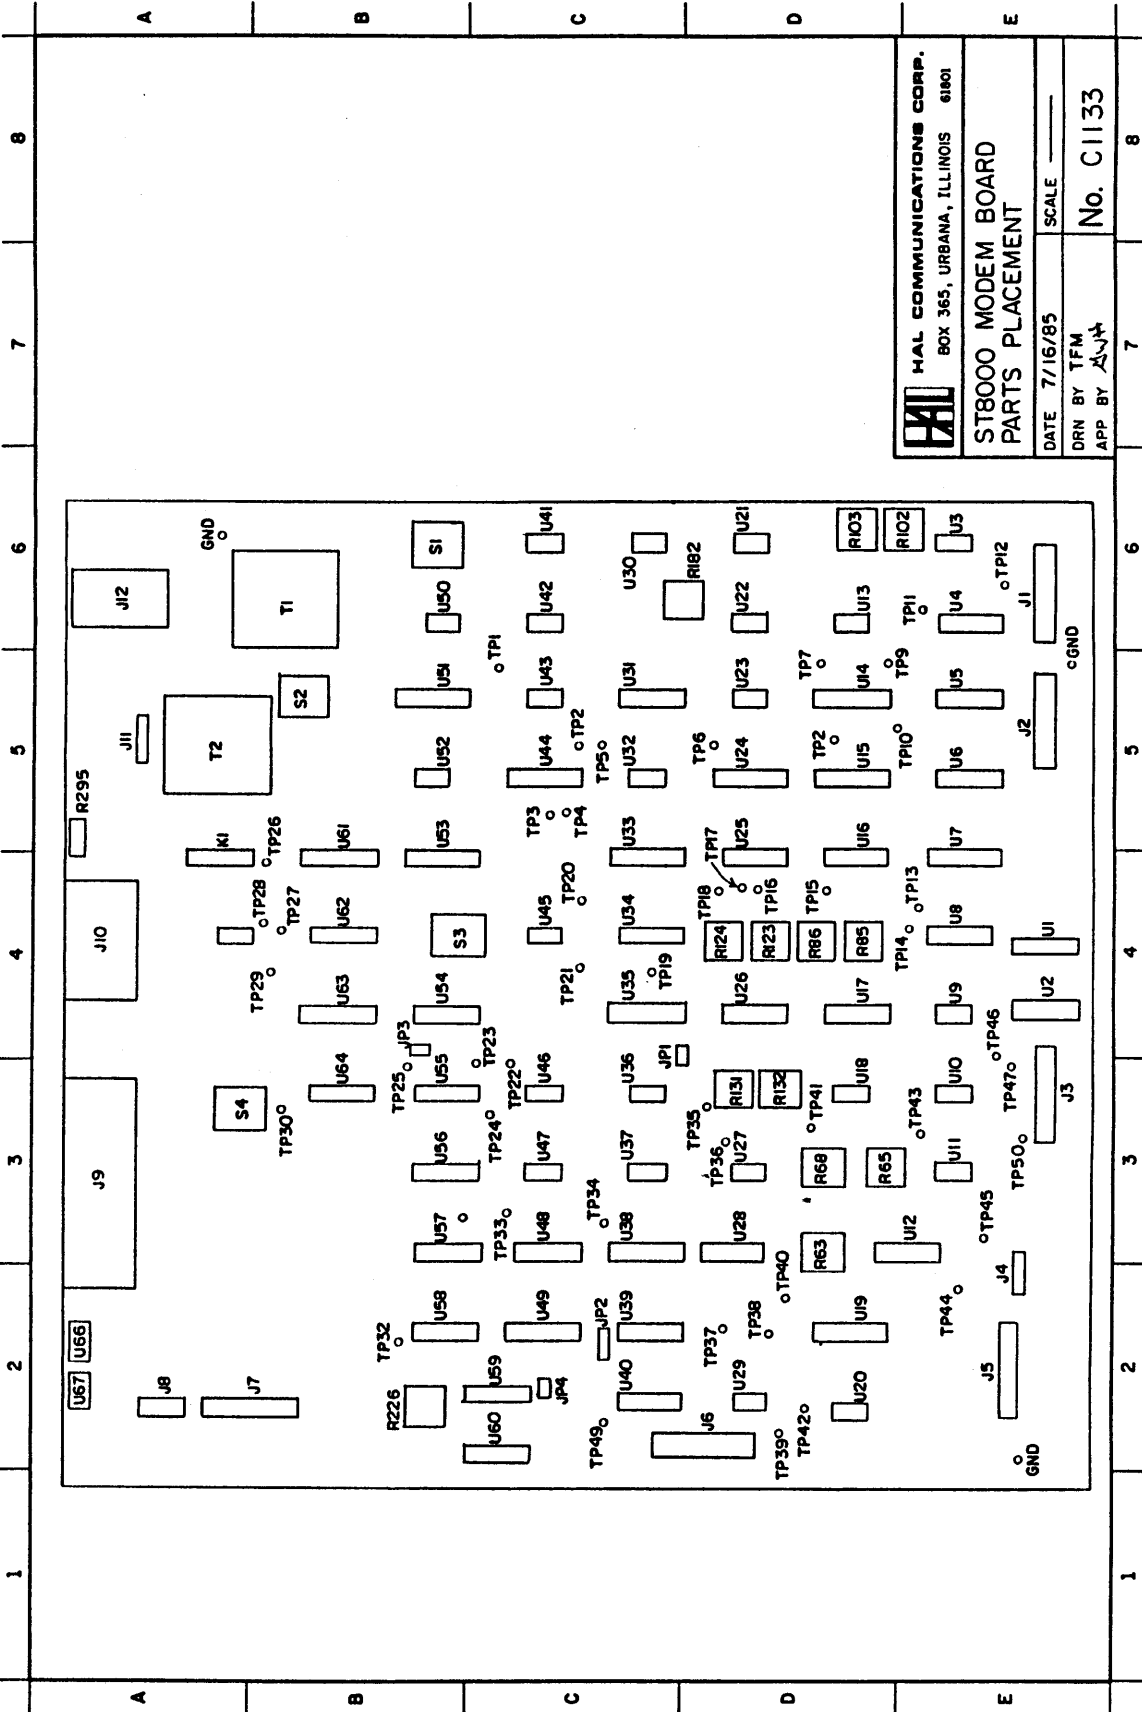 A B C D E
8 8
7 7
6 6
5 5
4 4
3 3
2 2
1 1
A B C D E
HAL
HAL COMMUNICATIONS CORP.
BOX 365, URBANA, ILLINOIS 61801
ST8000 MODEM BOARD
PARTS PLACEMENT
DATE 7/16/85
SCALE ———
DRN BY TFM
APP BY
No. C1133
J12
GND
T1
S1
U50
U41
U42
U30
R182
U21
U22
R103
R102
U13
TP11
U3
U4
TP12
J1
J11
T2
S2
R295
U51
U52
TP1
U43
U44
TP2
TP5
U31
U32
TP6
U23
U24
TP7
TP2
TP9
TP10
U14
U15
U5
U6
J2
GND
K1
TP26
U61
U53
TP3
TP4
U33
TP17
U25
U16
U7
J10
TP28
TP27
TP29
U62
U63
S3
U54
TP20
U45
TP21
U34
U35
TP19
TP18
TP16
TP15
R124
R123
R86
R85
TP13
TP14
U26
U17
U8
U9
TP46
U1
U2
J9
S4
TP30
U64
JP3
TP25
U55
TP23
TP22
TP24
U46
U36
JP1
TP35
R131
R132
TP41
U18
TP43
U10
TP47
J3
U56
U47
U37
TP36
U27
R68
R65
U11
TP50
U57
TP33
TP34
U48
U38
U28
R63
U12
TP45
TP40
J4
U66
U67
J8
J7
TP32
U58
R226
U59
U60
U49
JP2
JP4
TP49
U39
U40
J6
TP37
TP38
U29
TP39
TP42
U19
U20
TP44
J5
GND